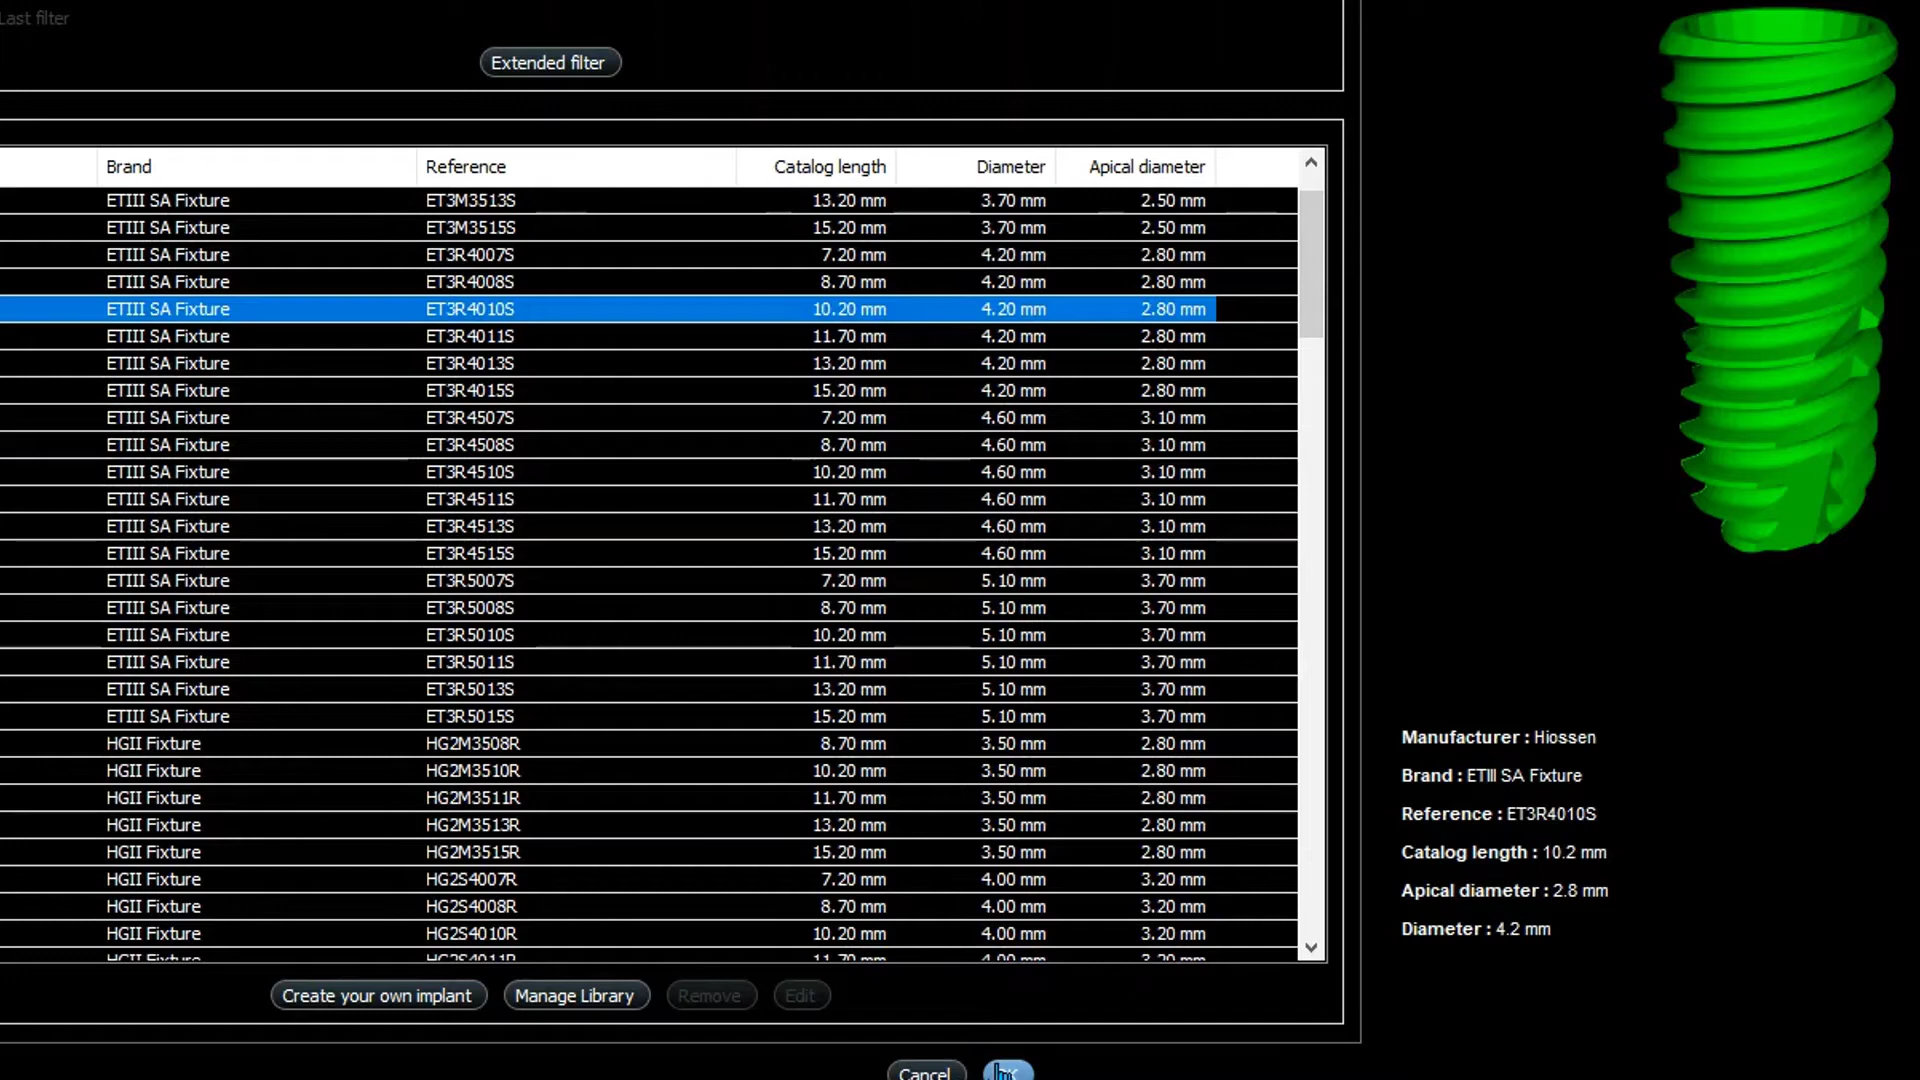 Last filter
Extended filter
Brand Reference Catalog length Diameter Apical diameter
ETIII SA Fixture ET3M3513S 13.20 mm 3.70 mm 2.50 mm
ETIII SA Fixture ET3M3515S 15.20 mm 3.70 mm 2.50 mm
ETIII SA Fixture ET3R4007S 7.20 mm 4.20 mm 2.80 mm
ETIII SA Fixture ET3R4008S 8.70 mm 4.20 mm 2.80 mm
ETIII SA Fixture ET3R4010S 10.20 mm 4.20 mm 2.80 mm
ETIII SA Fixture ET3R4011S 11.70 mm 4.20 mm 2.80 mm
ETIII SA Fixture ET3R4013S 13.20 mm 4.20 mm 2.80 mm
ETIII SA Fixture ET3R4015S 15.20 mm 4.20 mm 2.80 mm
ETIII SA Fixture ET3R4507S 7.20 mm 4.60 mm 3.10 mm
ETIII SA Fixture ET3R4508S 8.70 mm 4.60 mm 3.10 mm
ETIII SA Fixture ET3R4510S 10.20 mm 4.60 mm 3.10 mm
ETIII SA Fixture ET3R4511S 11.70 mm 4.60 mm 3.10 mm
ETIII SA Fixture ET3R4513S 13.20 mm 4.60 mm 3.10 mm
ETIII SA Fixture ET3R4515S 15.20 mm 4.60 mm 3.10 mm
ETIII SA Fixture ET3R5007S 7.20 mm 5.10 mm 3.70 mm
ETIII SA Fixture ET3R5008S 8.70 mm 5.10 mm 3.70 mm
ETIII SA Fixture ET3R5010S 10.20 mm 5.10 mm 3.70 mm
ETIII SA Fixture ET3R5011S 11.70 mm 5.10 mm 3.70 mm
ETIII SA Fixture ET3R5013S 13.20 mm 5.10 mm 3.70 mm
ETIII SA Fixture ET3R5015S 15.20 mm 5.10 mm 3.70 mm
HGII Fixture HG2M3508R 8.70 mm 3.50 mm 2.80 mm
HGII Fixture HG2M3510R 10.20 mm 3.50 mm 2.80 mm
HGII Fixture HG2M3511R 11.70 mm 3.50 mm 2.80 mm
HGII Fixture HG2M3513R 13.20 mm 3.50 mm 2.80 mm
HGII Fixture HG2M3515R 15.20 mm 3.50 mm 2.80 mm
HGII Fixture HG2S4007R 7.20 mm 4.00 mm 3.20 mm
HGII Fixture HG2S4008R 8.70 mm 4.00 mm 3.20 mm
HGII Fixture HG2S4010R 10.20 mm 4.00 mm 3.20 mm
HGII Fixture HG2S4011R 11.70 mm 4.00 mm 3.20 mm
Create your own implant Manage Library Remove Edit
Cancel
Manufacturer : Hiossen
Brand : ETIII SA Fixture
Reference : ET3R4010S
Catalog length : 10.2 mm
Apical diameter : 2.8 mm
Diameter : 4.2 mm